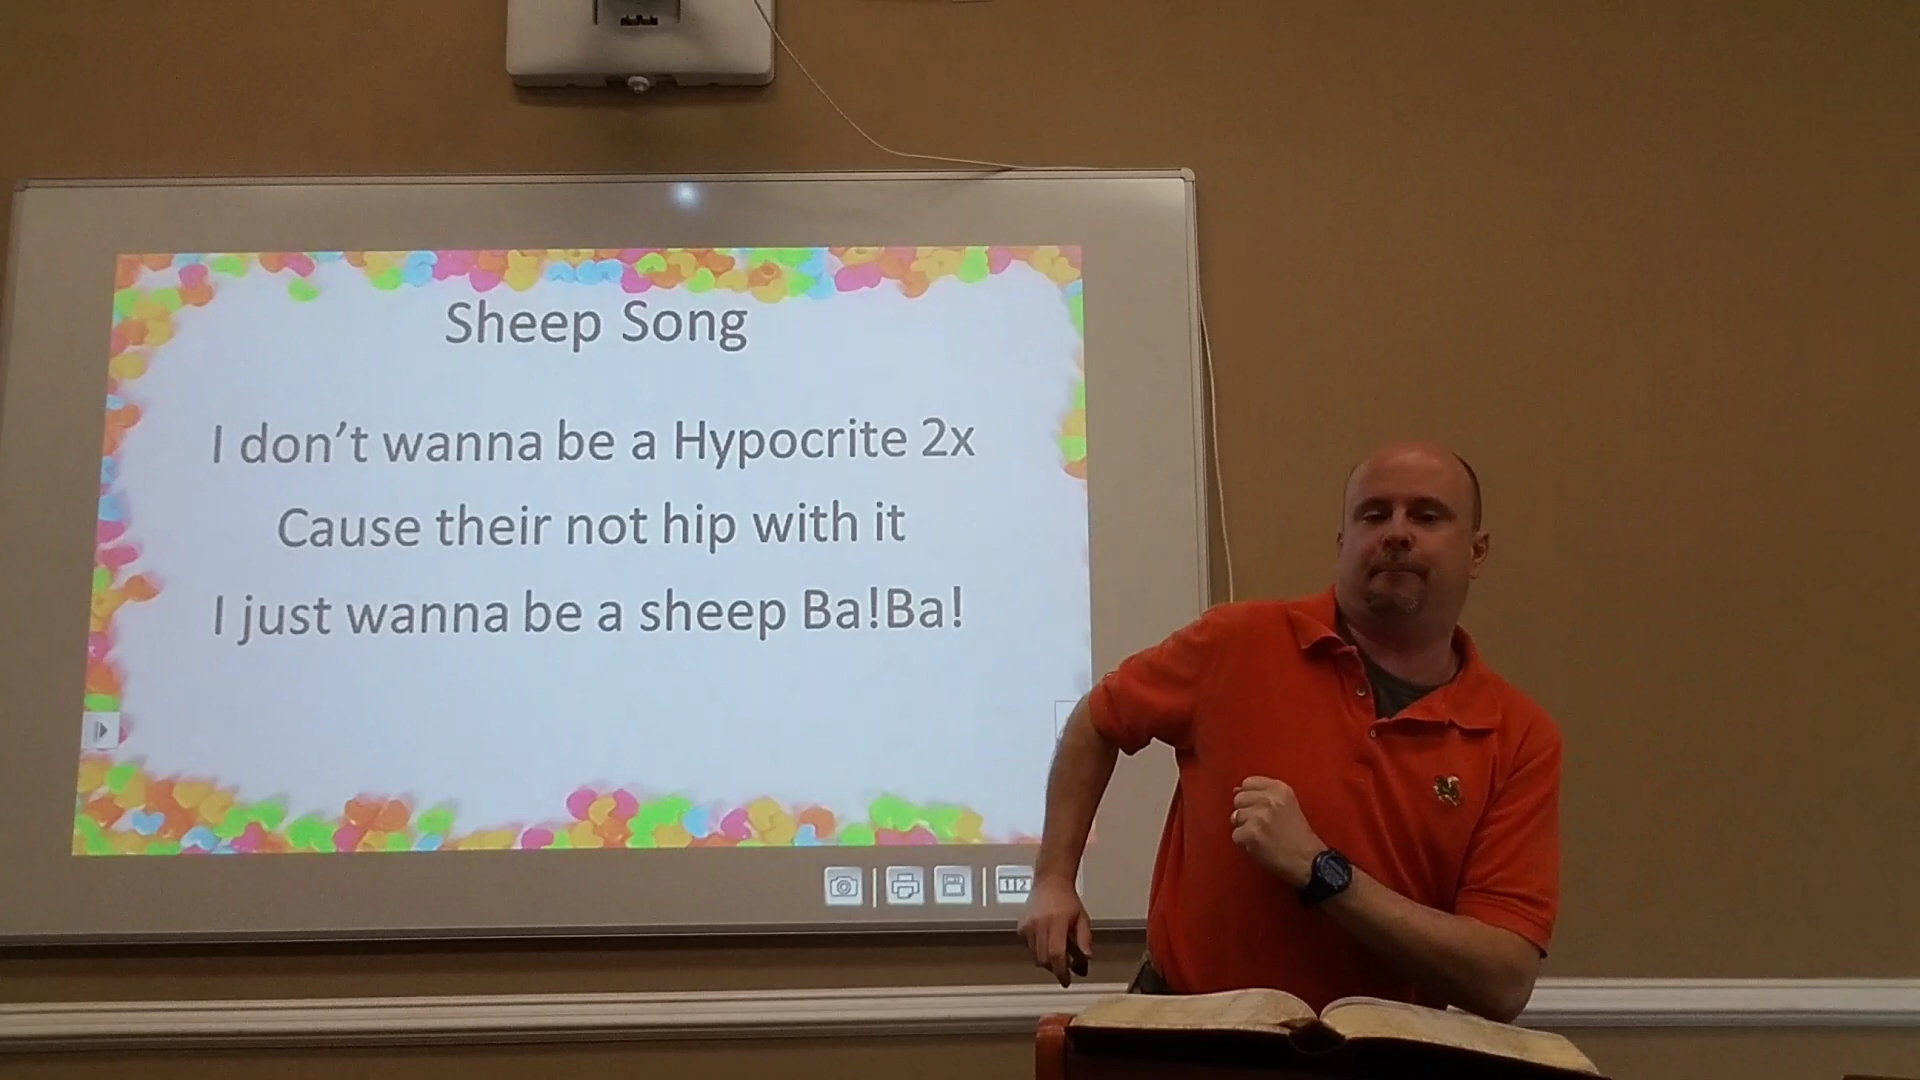 Sheep Song
I don't wanna be a Hypocrite 2x
Cause their not hip with it
I just wanna be a sheep Ba!Ba!
112